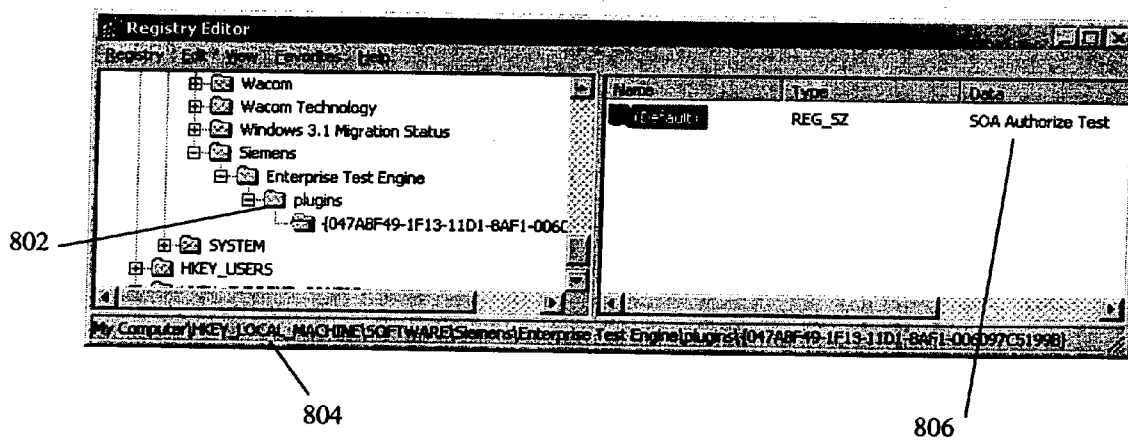 Registry Editor
Registry Edit View Favorites Help
Wacom
Wacom Technology
Windows 3.1 Migration Status
Siemens
Enterprise Test Engine
plugins
{047ABF49-1F13-11D1-8AF1-006
SYSTEM
HKEY_USERS
Name Type Data
(Default) REG_SZ SOA Authorize Test
My Computer\HKEY_LOCAL_MACHINE\SOFTWARE\Siemens\Enterprise Test Engine\plugins\{047ABF49-1F13-11D1-8AF1-006097C5199B}
802
804
806